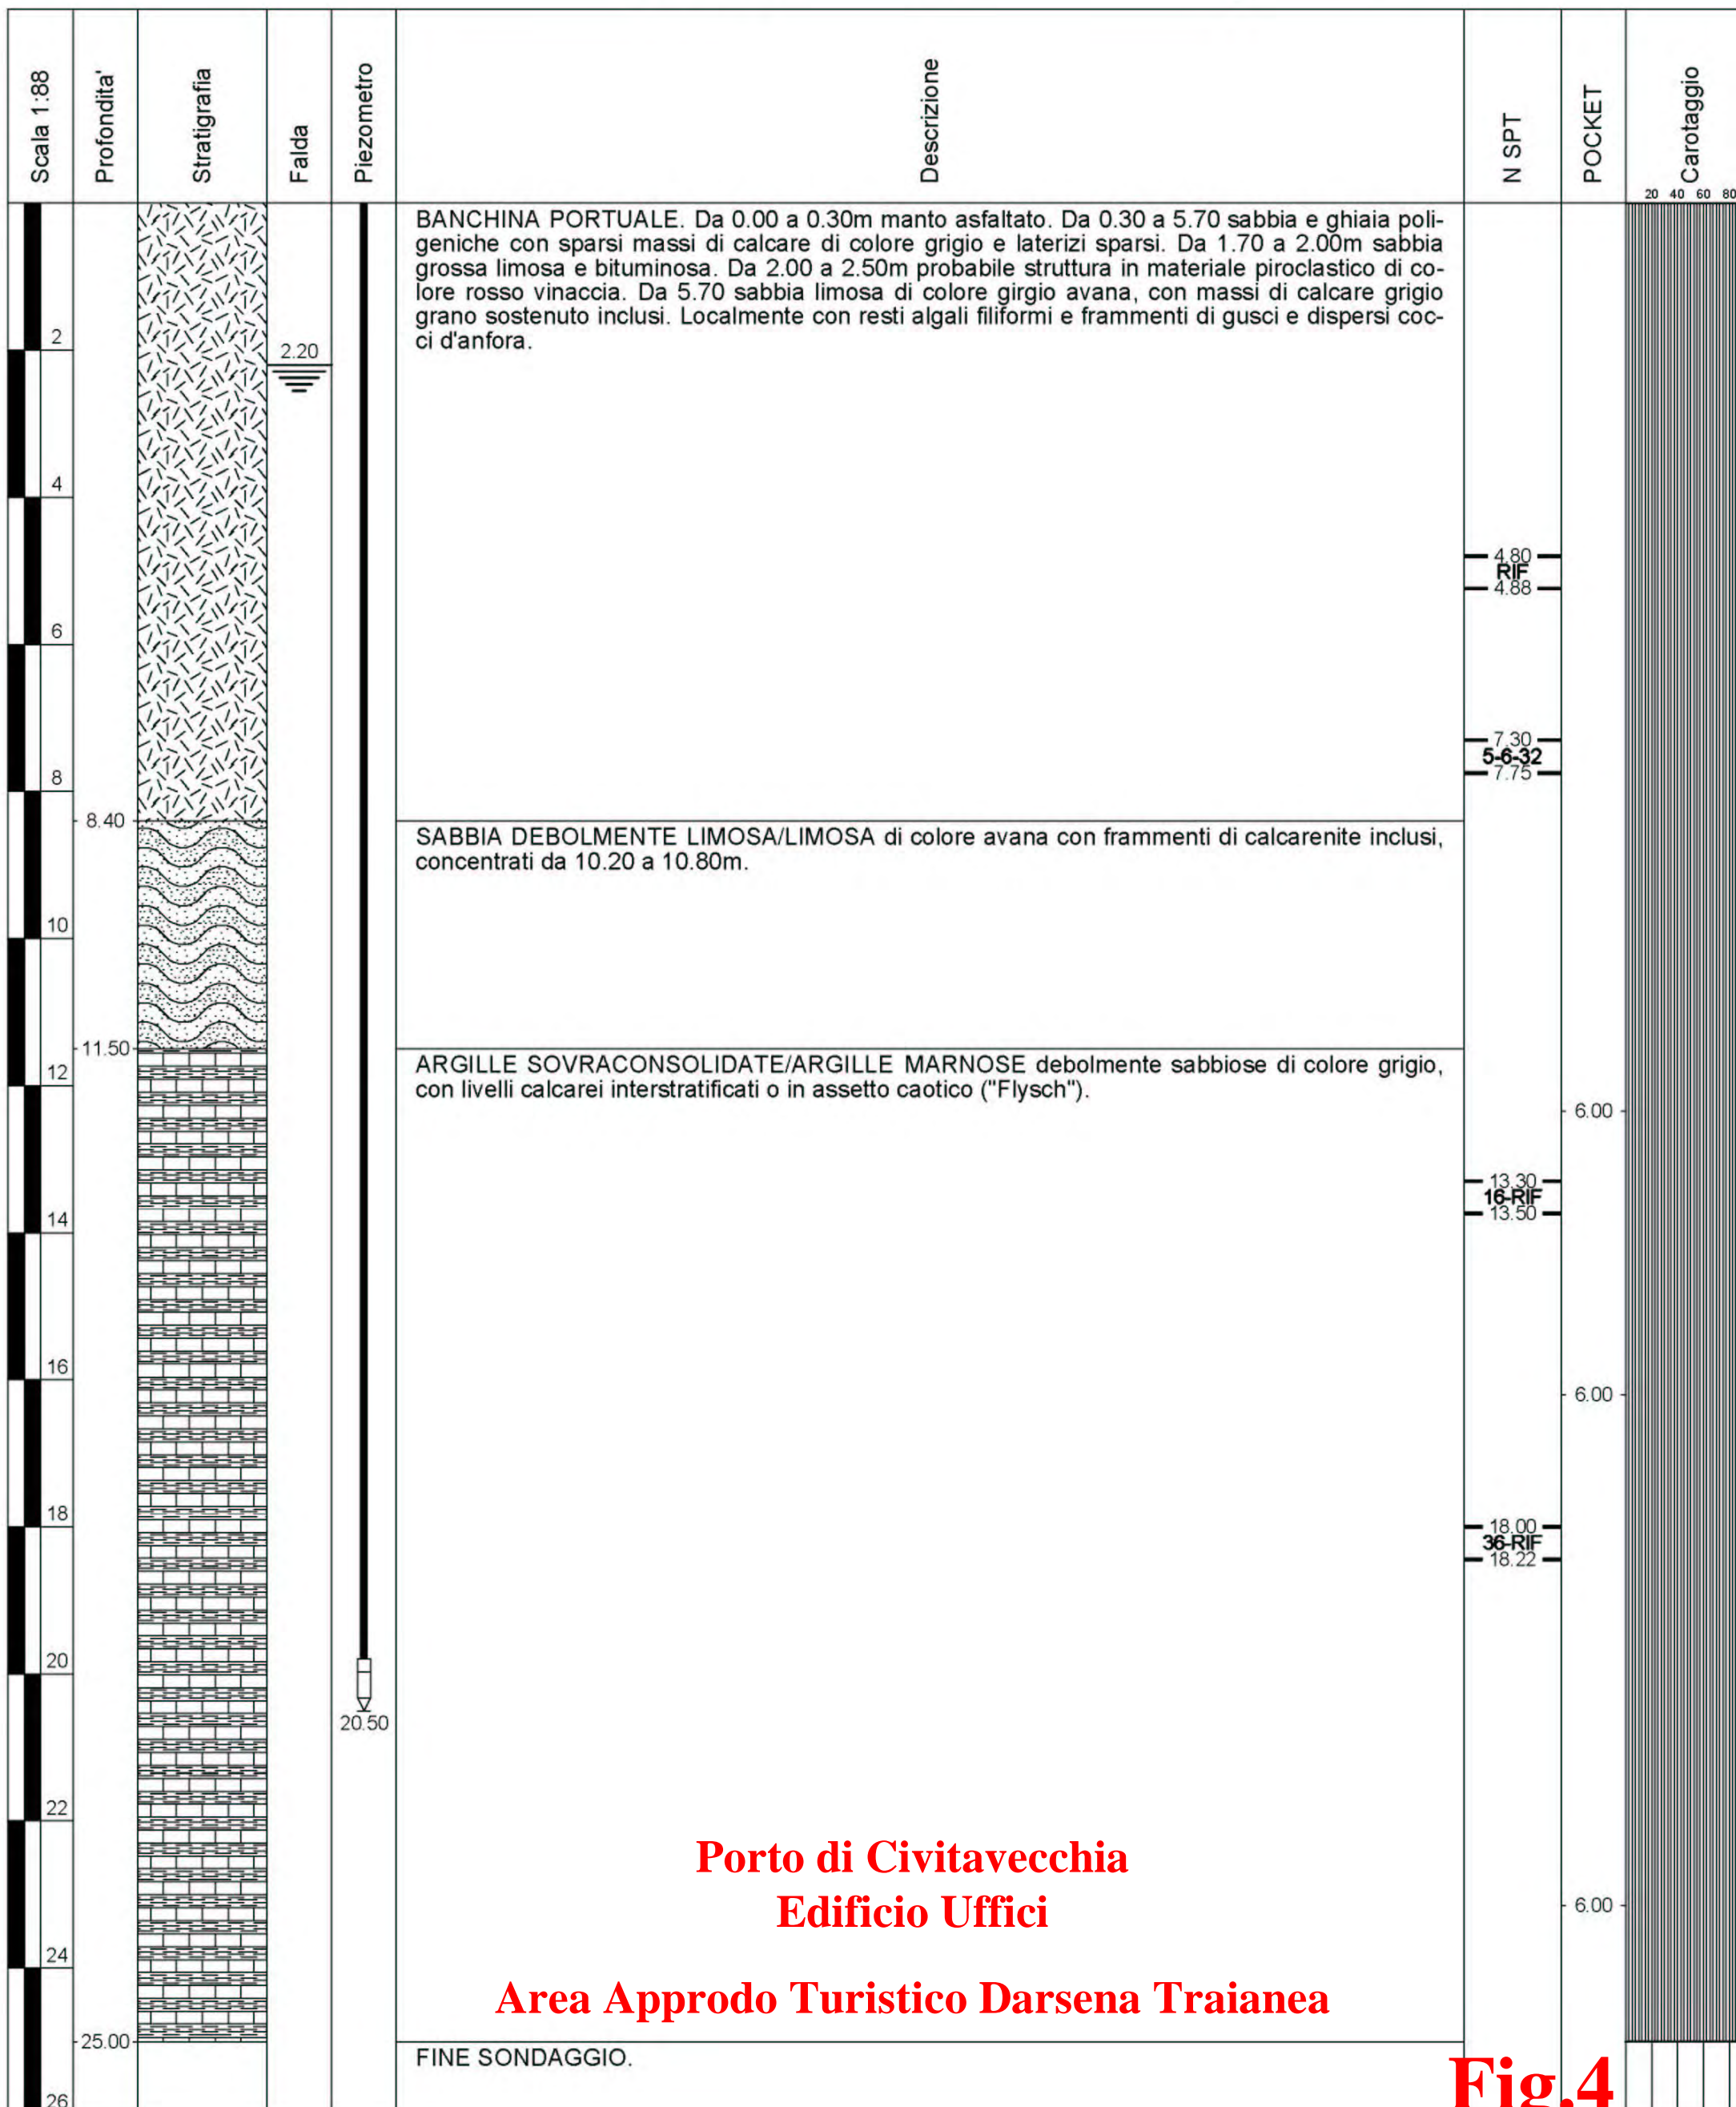 Scala 1:88
Profondita'
Stratigrafia
Falda
Piezometro
Descrizione
N SPT
POCKET
Carotaggio
20 40 60 80
BANCHINA PORTUALE. Da 0.00 a 0.30m manto asfaltato. Da 0.30 a 5.70 sabbia e ghiaia poli-
geniche con sparsi massi di calcare di colore grigio e laterizi sparsi. Da 1.70 a 2.00m sabbia
grossa limosa e bituminosa. Da 2.00 a 2.50m probabile struttura in materiale piroclastico di co-
lore rosso vinaccia. Da 5.70 sabbia limosa di colore girgio avana, con massi di calcare grigio
grano sostenuto inclusi. Localmente con resti algali filiformi e frammenti di gusci e dispersi coc-
ci d'anfora.
2
2.20
4
4.80
RIF
4.88
6
7.30
5-6-32
7.75
8
8.40
SABBIA DEBOLMENTE LIMOSA/LIMOSA di colore avana con frammenti di calcarenite inclusi,
concentrati da 10.20 a 10.80m.
10
11.50
12
ARGILLE SOVRACONSOLIDATE/ARGILLE MARNOSE debolmente sabbiose di colore grigio,
con livelli calcarei interstratificati o in assetto caotico ("Flysch").
6.00
13.30
16-RIF
13.50
14
16
6.00
18
18.00
36-RIF
18.22
20
20.50
22
Porto di Civitavecchia
Edificio Uffici
6.00
24
Area Approdo Turistico Darsena Traianea
25.00
FINE SONDAGGIO.
Fig.4
26